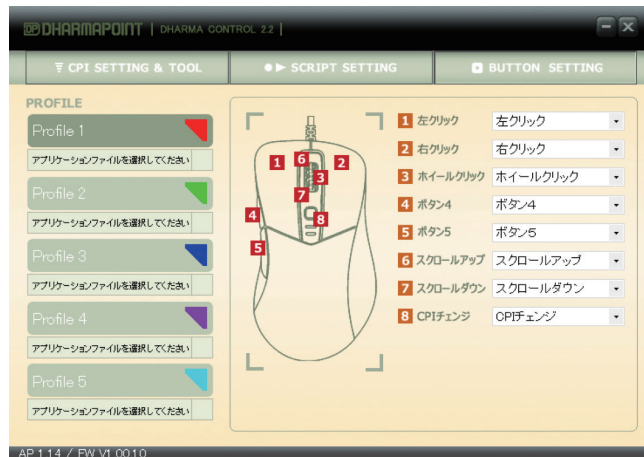 DHARMAPOINT | DHARMA CONTROL 2.2 |
CPI SETTING & TOOL
SCRIPT SETTING
BUTTON SETTING
PROFILE
Profile 1
アプリケーションファイルを選択してください
Profile 2
アプリケーションファイルを選択してください
Profile 3
アプリケーションファイルを選択してください
Profile 4
アプリケーションファイルを選択してください
Profile 5
アプリケーションファイルを選択してください
1
6
2
3
7
4
8
5
1 左クリック 左クリック
2 右クリック 右クリック
3 ホイールクリック ホイールクリック
4 ボタン4 ボタン4
5 ボタン5 ボタン5
6 スクロールアップ スクロールアップ
7 スクロールダウン スクロールダウン
8 CPIチェンジ CPIチェンジ
AP 1.14 / FW V1.0010